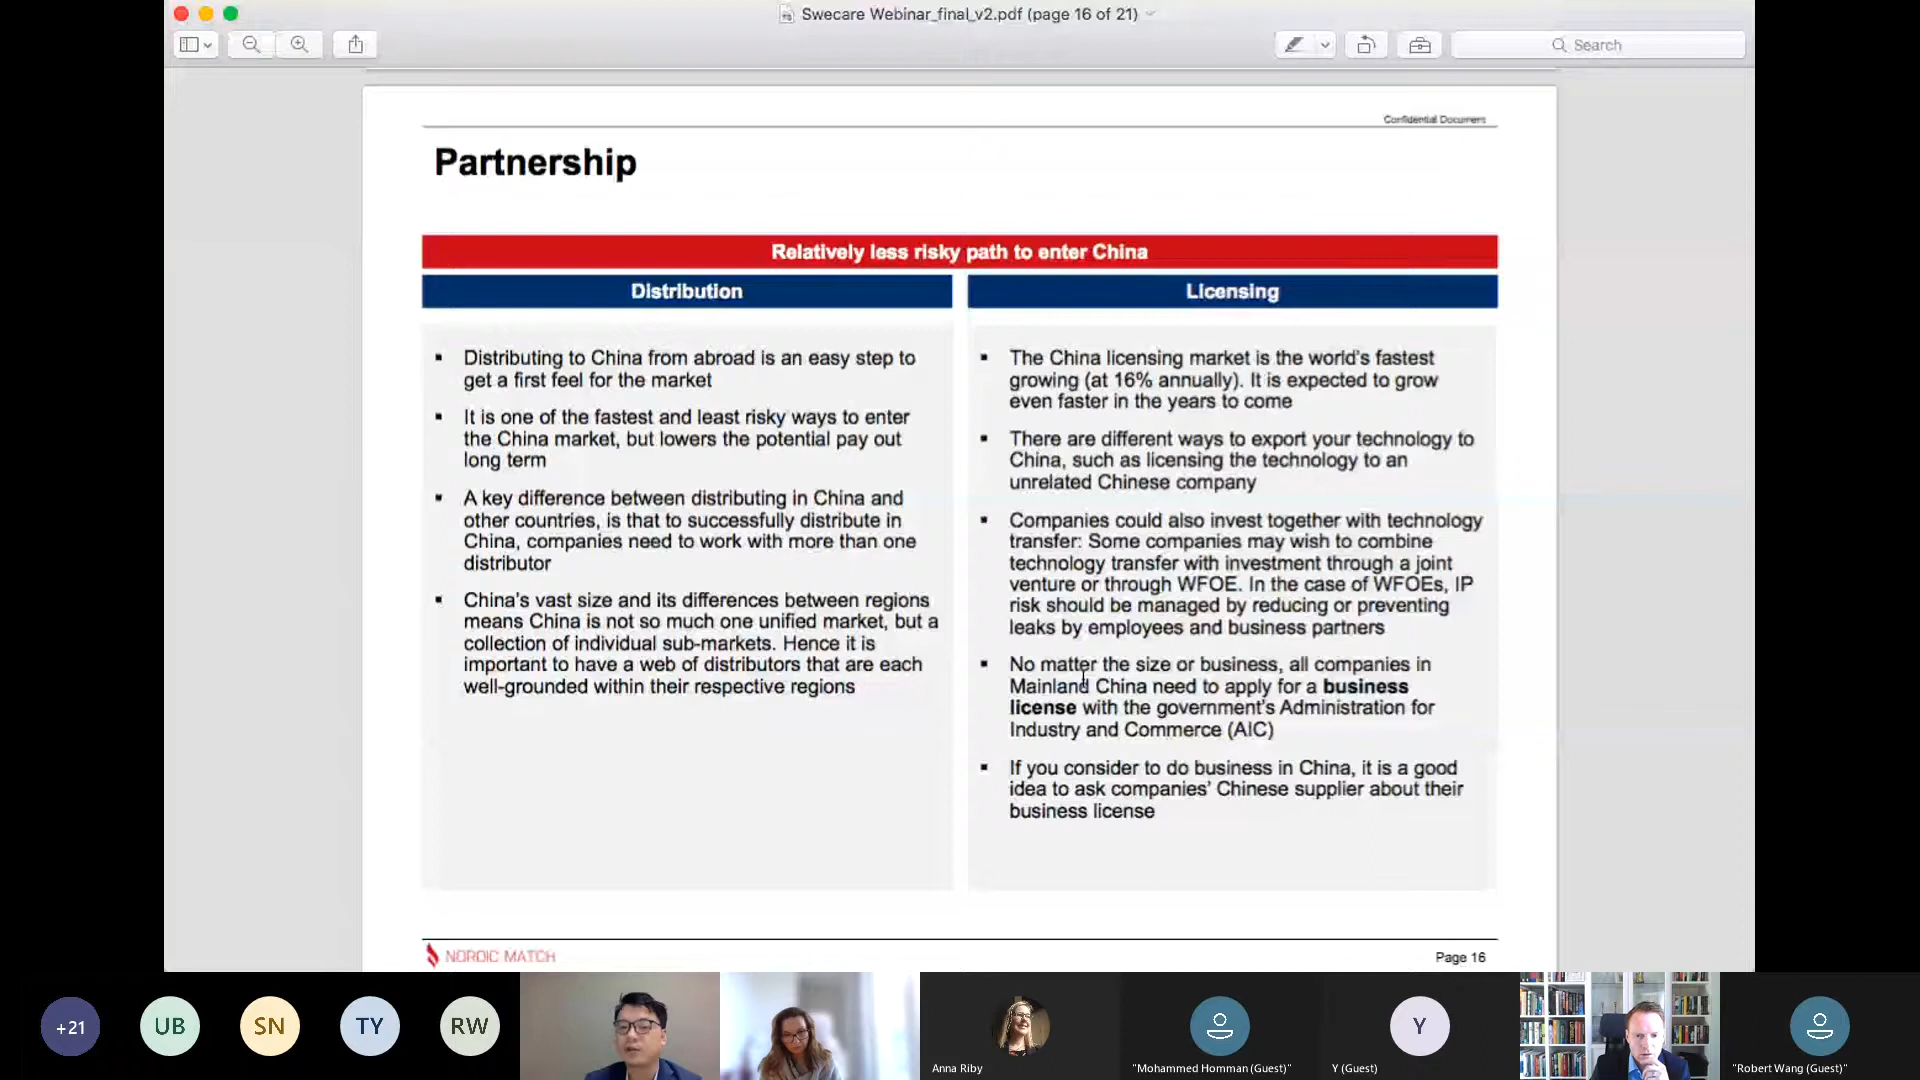 Swecare Webinar_final_v2.pdf (page 16 of 21)
Search
Confidential Document
Partnership
Relatively less risky path to enter China
Distribution
Licensing
Distributing to China from abroad is an easy step to
get a first feel for the market
It is one of the fastest and least risky ways to enter
the China market, but lowers the potential pay out
long term
A key difference between distributing in China and
other countries, is that to successfully distribute in
China, companies need to work with more than one
distributor
China's vast size and its differences between regions
means China is not so much one unified market, but a
collection of individual sub-markets. Hence it is
important to have a web of distributors that are each
well-grounded within their respective regions
The China licensing market is the world's fastest
growing (at 16% annually). It is expected to grow
even faster in the years to come
There are different ways to export your technology to
China, such as licensing the technology to an
unrelated Chinese company
Companies could also invest together with technology
transfer: Some companies may wish to combine
technology transfer with investment through a joint
venture or through WFOE. In the case of WFOEs, IP
risk should be managed by reducing or preventing
leaks by employees and business partners
No matter the size or business, all companies in
Mainland China need to apply for a business
license with the government's Administration for
Industry and Commerce (AIC)
If you consider to do business in China, it is a good
idea to ask companies' Chinese supplier about their
business license
NORDIC MATCH
Page 16
+21
UB
SN
TY
RW
Y
Anna Riby
"Mohammed Homman (Guest)"
Y (Guest)
"Robert Wang (Guest)"